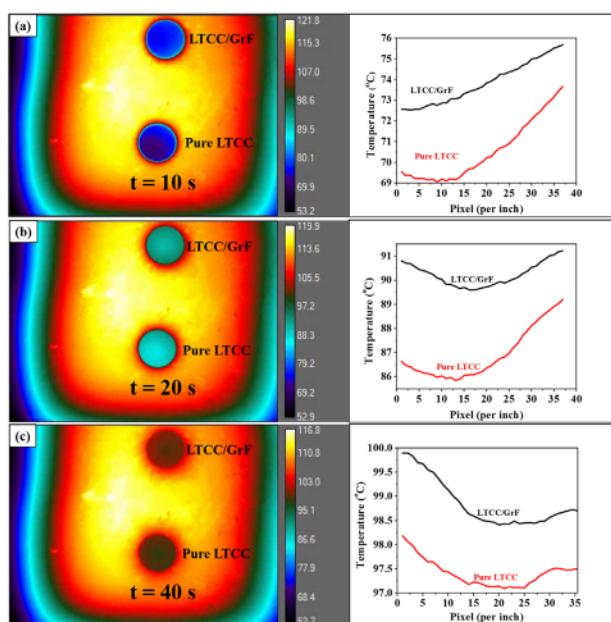 (a)
LTCC/GrF
Pure LTCC
t = 10 s
121.8
115.3
107.0
98.6
88.5
80.1
69.9
53.2
Temperature (°C)
76
75
74
73
72
71
70
69
LTCC/GrF
Pure LTCC
0 5 10 15 20 25 30 35 40
Pixel (per inch)
(b)
LTCC/GrF
Pure LTCC
t = 20 s
119.9
113.9
105.5
97.1
88.3
79.2
69.2
52.9
Temperature (°C)
91
90
89
88
87
86
LTCC/GrF
Pure LTCC
0 5 10 15 20 25 30 35 40
Pixel (per inch)
(c)
LTCC/GrF
Pure LTCC
t = 40 s
116.8
110.8
102.9
95.1
86.0
77.3
68.0
Temperature (°C)
100.0
99.5
99.0
98.5
98.0
97.5
97.0
LTCC/GrF
Pure LTCC
0 5 10 15 20 25 30 35
Pixel (per inch)